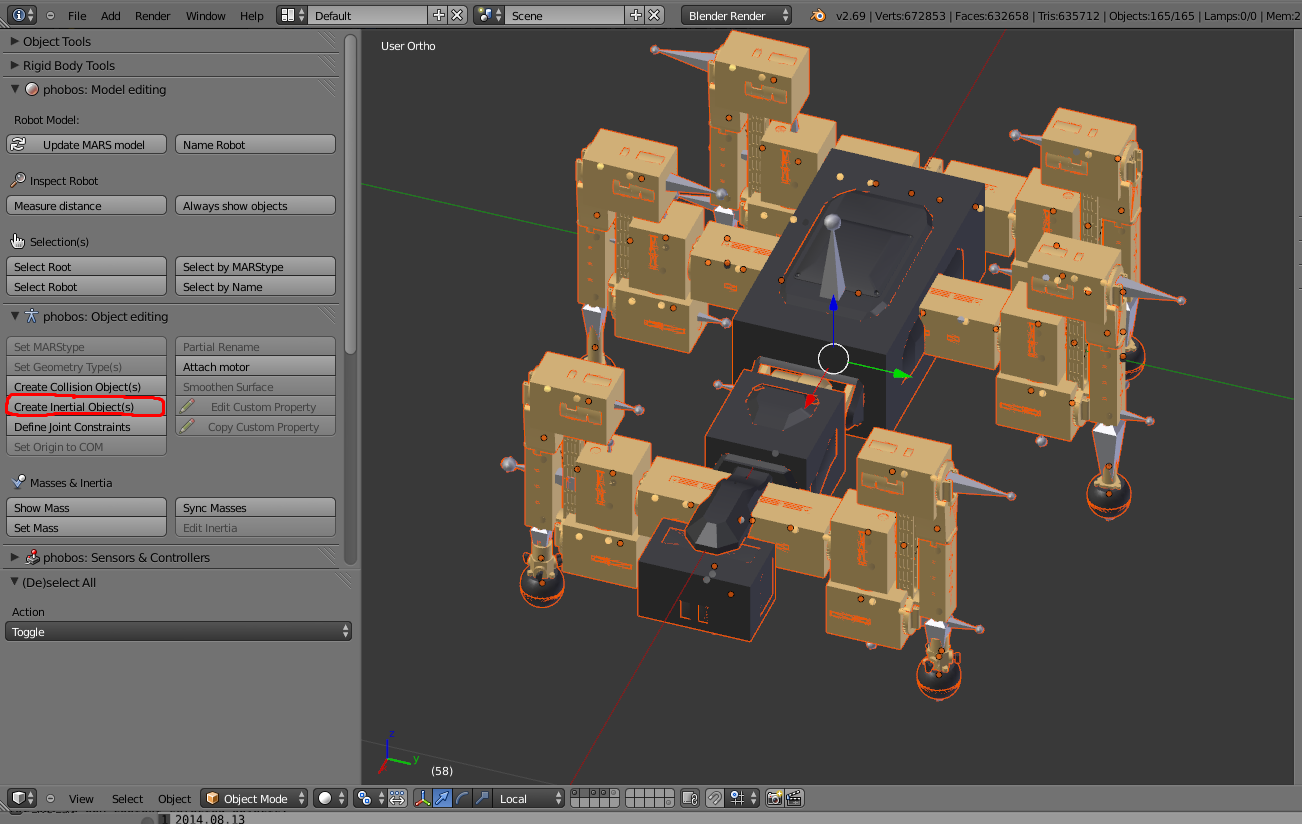 File Add Render Window Help Default Scene Blender Render v2.69 | Verts:672853 | Faces:632658 | Tris:635712 | Objects:165/165 | Lamps:0/0 | Mem:2
Object Tools
Rigid Body Tools
phobos: Model editing
Robot Model:
Update MARS model Name Robot
Inspect Robot
Measure distance Always show objects
Selection(s)
Select Root Select by MARStype
Select Robot Select by Name
phobos: Object editing
Set MARStype Partial Rename
Set Geometry Type(s) Attach motor
Create Collision Object(s) Smoothen Surface
Create Inertial Object(s) Edit Custom Property
Define Joint Constraints Copy Custom Property
Set Origin to COM
Masses & Inertia
Show Mass Sync Masses
Set Mass Edit Inertia
phobos: Sensors & Controllers
(De)select All
Action
Toggle
User Ortho
z
y
(58)
View Select Object Object Mode Local
1 2014.08.13